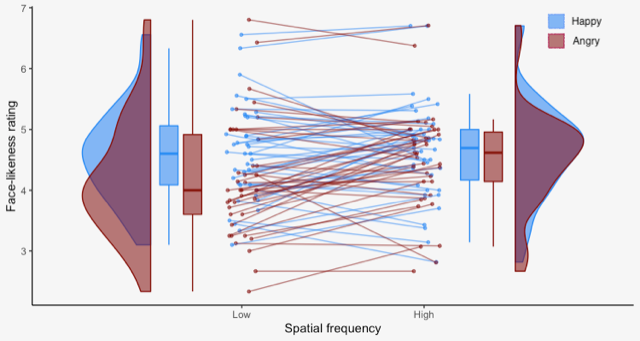 7
6
5
4
3
Face-likeness rating
Low
High
Spatial frequency
Happy
Angry